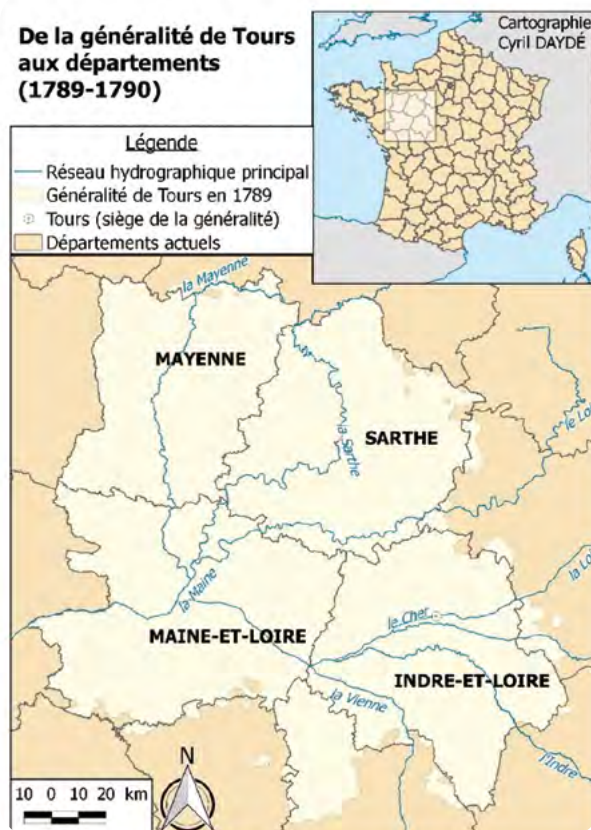 De la généralité de Tours
aux départements
(1789-1790)
Cartographie
Cyril DAYDÉ
Légende
Réseau hydrographique principal
Généralité de Tours en 1789
Tours (siège de la généralité)
Départements actuels
la Mayenne
MAYENNE
SARTHE
la Sarthe
le Loi
la Maine
le Cher
la Loi
MAINE-ET-LOIRE
INDRE-ET-LOIRE
la Vienne
l'Indre
N
10 0 10 20 km